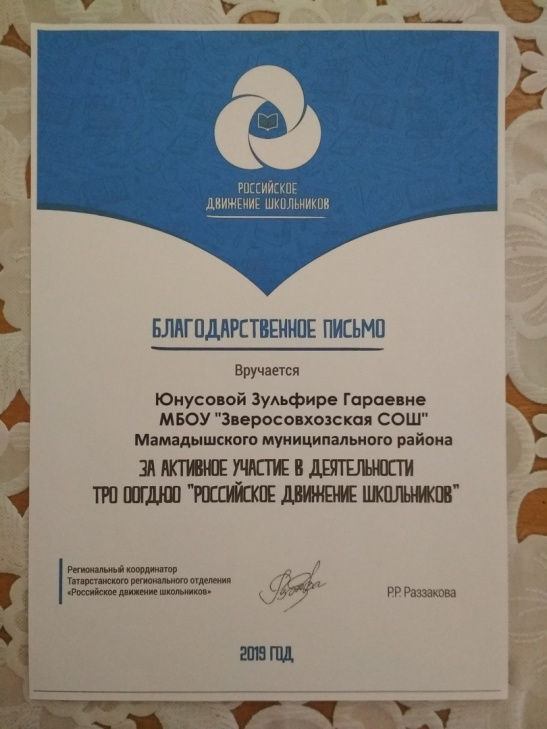 РОССИЙСКОЕ
ДВИЖЕНИЕ ШКОЛЬНИКОВ
БЛАГОДАРСТВЕННОЕ ПИСЬМО
Вручается
Юнусовой Зульфире Гараевне
МБОУ "Зверосовхозская СОШ"
Мамадышского муниципального района
ЗА АКТИВНОЕ УЧАСТИЕ В ДЕЯТЕЛЬНОСТИ
ТРО ООГДЮО "РОССИЙСКОЕ ДВИЖЕНИЕ ШКОЛЬНИКОВ"
Региональный координатор
Татарстанского регионального отделения
«Российское движение школьников»
Р.Р. Раззакова
2019 ГОД